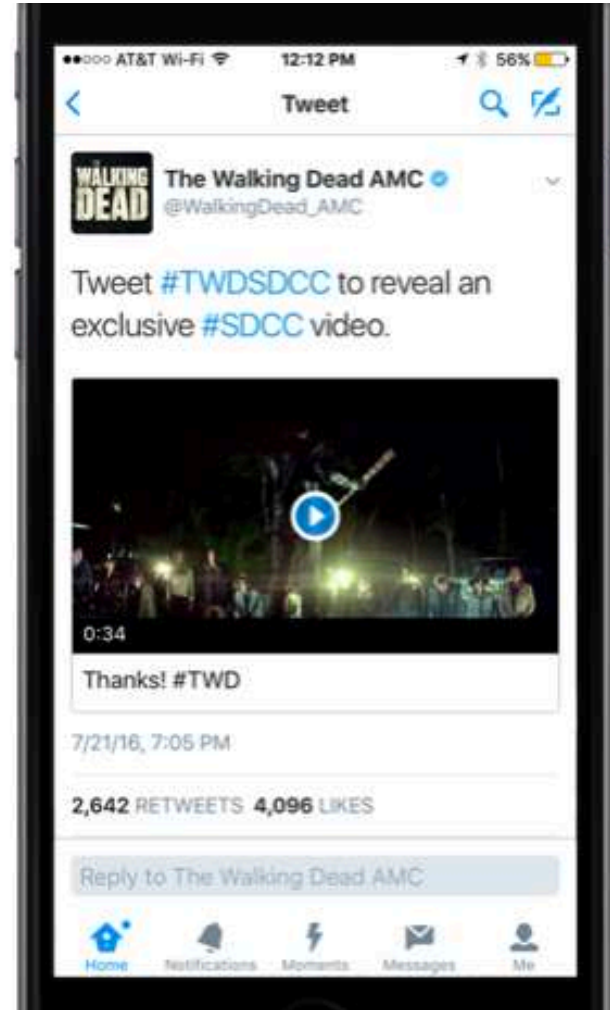 AT&T Wi-Fi 12:12 PM 56%
Tweet
THE WALKING DEAD
The Walking Dead AMC
@WalkingDead_AMC
Tweet #TWDSDCC to reveal an
exclusive #SDCC video.
0:34
Thanks! #TWD
7/21/16, 7:05 PM
2,642 RETWEETS 4,096 LIKES
Reply to The Walking Dead AMC
Home Notifications Moments Messages Me